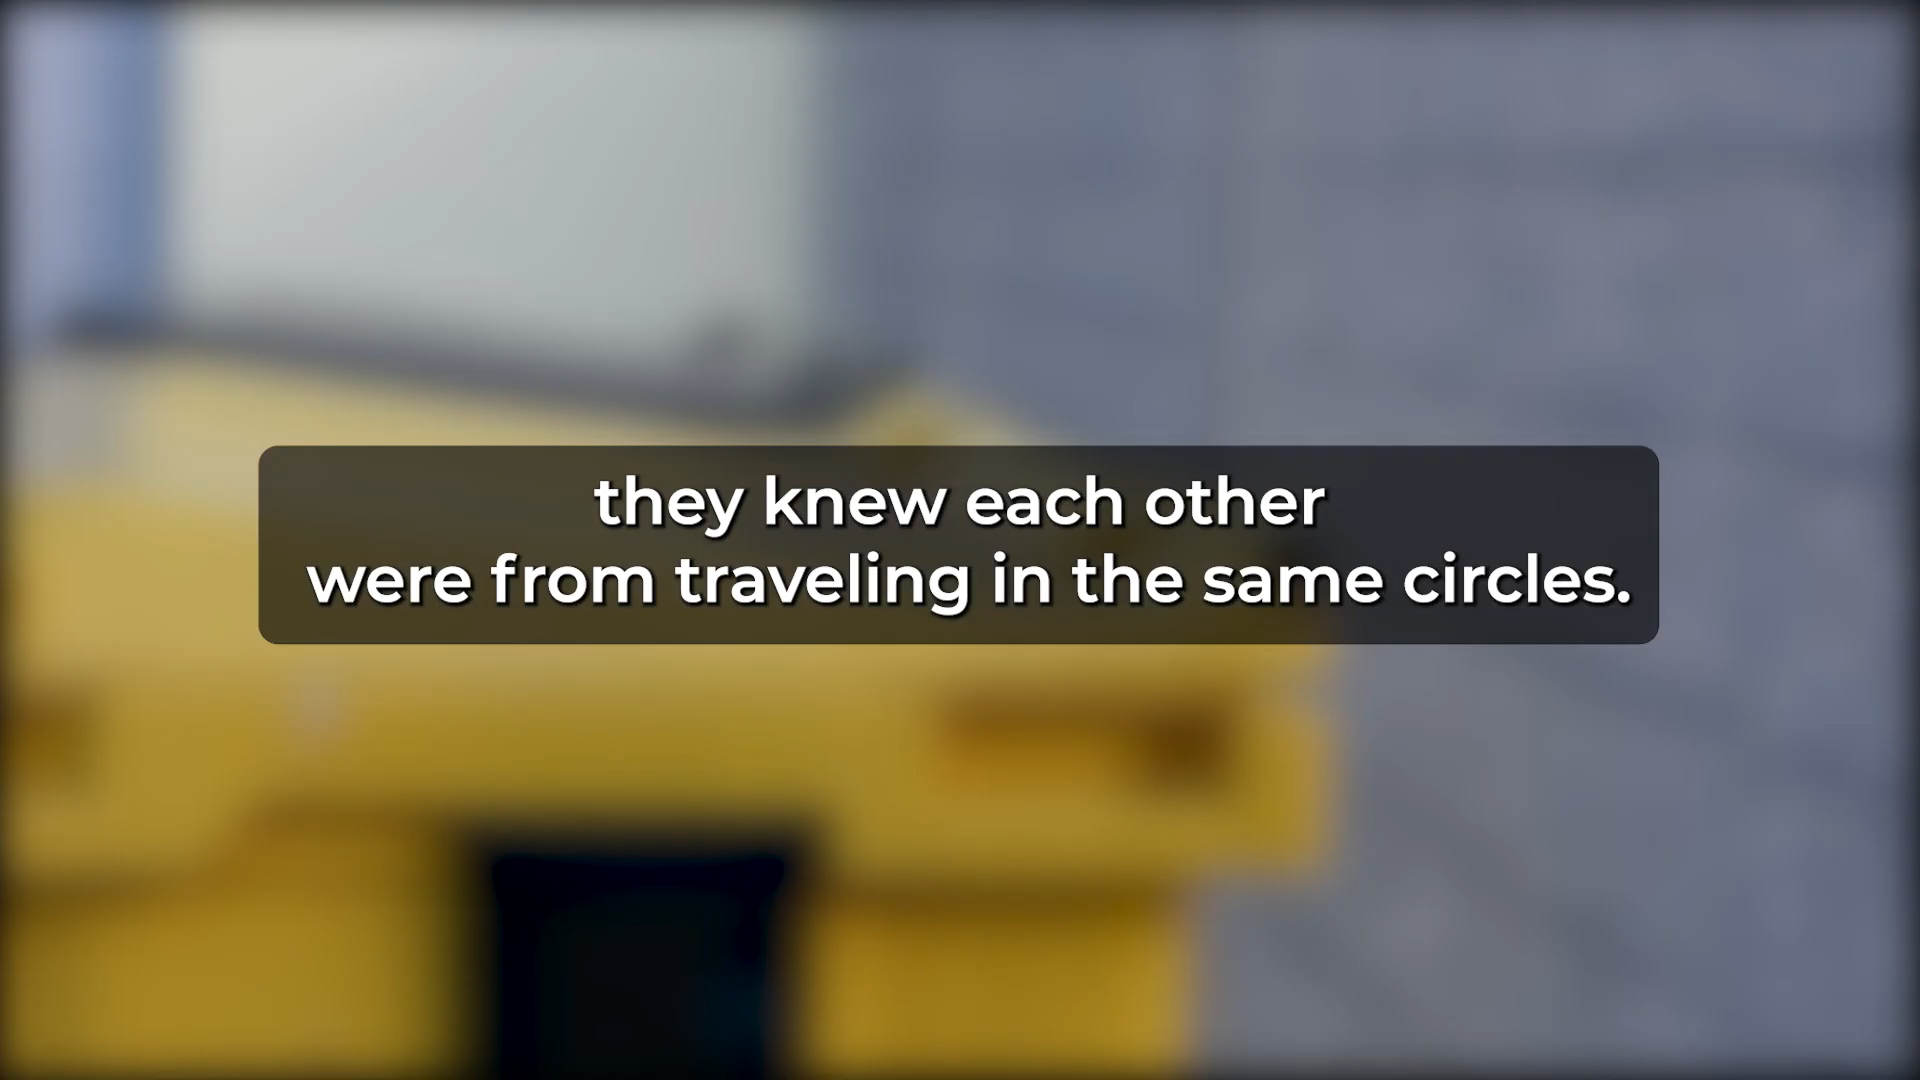 they knew each other
were from traveling in the same circles.